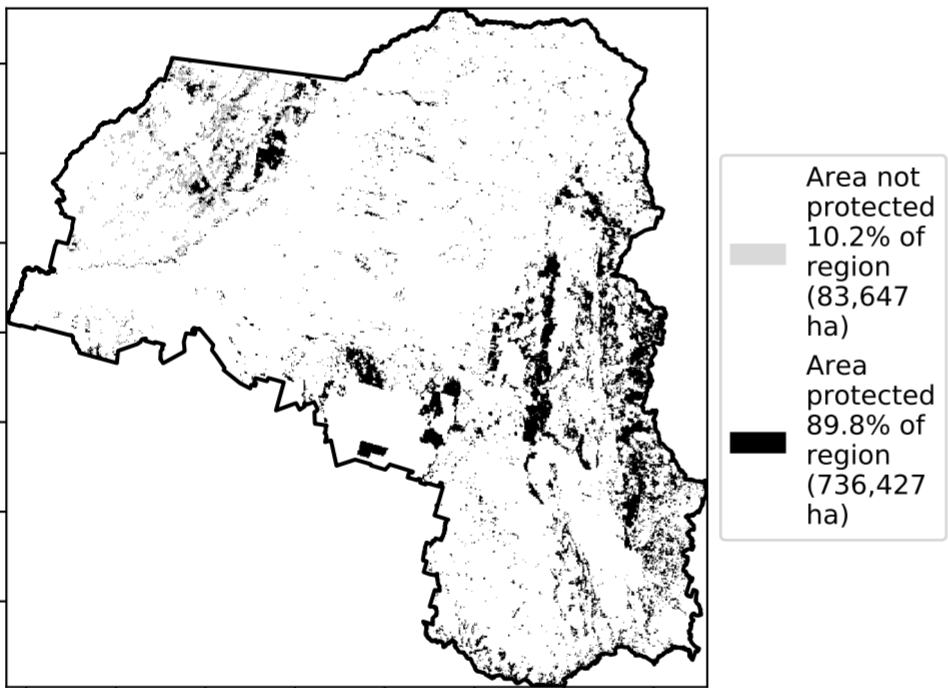 Area not
protected
10.2% of
region
(83,647
ha)
Area
protected
89.8% of
region
(736,427
ha)